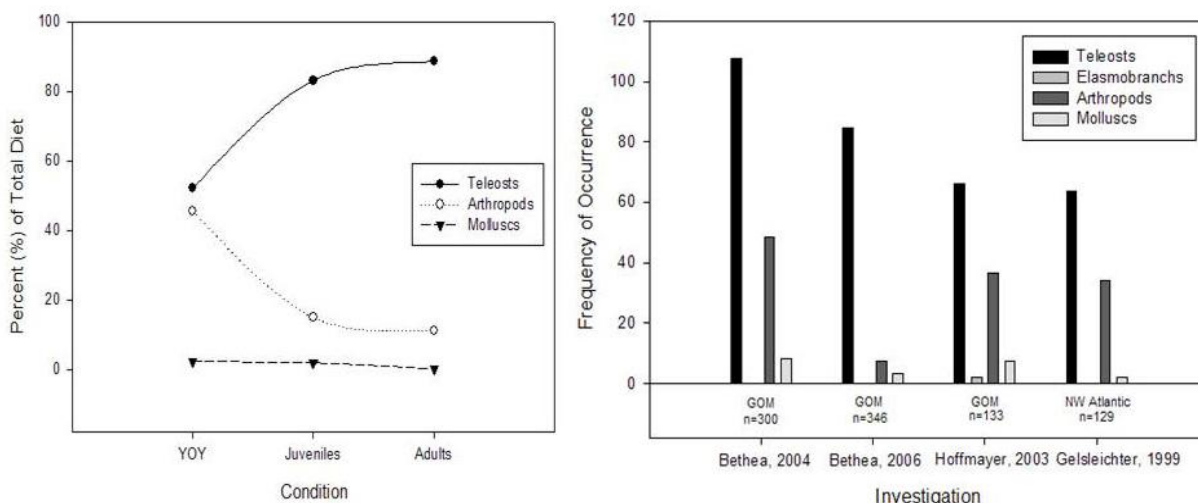 100
80
60
40
20
0
Percent (%) of Total Diet
Teleosts
Arthropods
Molluscs
YOY Juveniles Adults
Condition
120
100
80
60
40
20
0
Frequency of Occurrence
Teleosts
Elasmobranchs
Arthropods
Molluscs
GOM GOM GOM NW Atlantic
n=300 n=346 n=133 n=129
Bethea, 2004 Bethea, 2006 Hoffmayer, 2003 Gelsleichter, 1999
Investigation